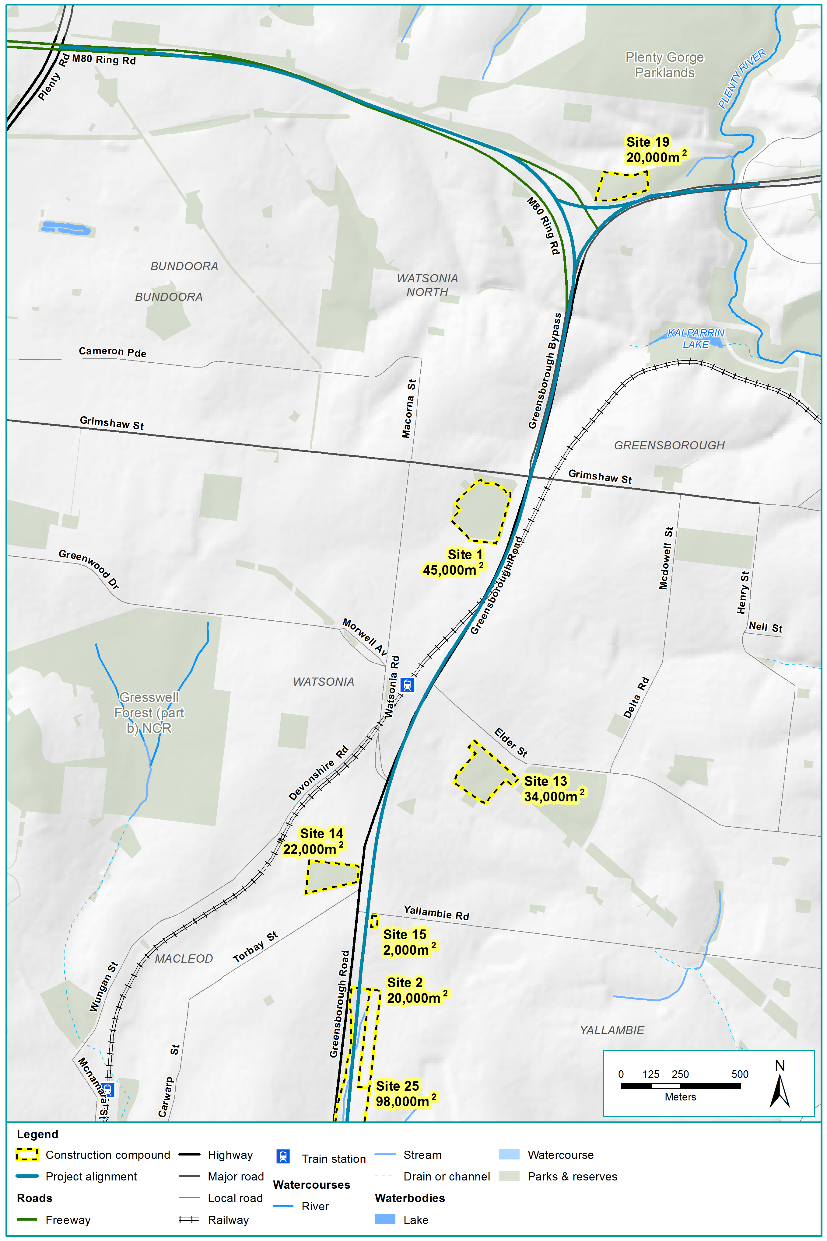 M80 Ring Rd
Plenty Rd
Plenty Gorge
Parklands
PLENTY RIVER
Site 19
20,000m²
M80 Ring Rd
BUNDOORA
BUNDOORA
WATSONIA
NORTH
Greensborough Bypass
KALPARRIN
LAKE
Cameron Pde
Macorna St
Grimshaw St
GREENSBOROUGH
Grimshaw St
Site 1
45,000m²
Greensborough Road
Mcdowell St
Henry St
Nell St
Greenwood Dr
Morwell Av
Watsonia Rd
WATSONIA
Gresswell
Forest (part
b) NCR
Delta Rd
Elder St
Devonshire Rd
Site 13
34,000m²
Site 14
22,000m²
Yallambie Rd
Site 15
2,000m²
Torbay St
MACLEOD
Wungan St
Greensborough Road
Site 2
20,000m²
YALLAMBIE
Carwarp St
Mcnamara St
Site 25
98,000m²
0 125 250 500
Meters
N
Legend
Construction compound
Project alignment
Roads
Freeway
Highway
Major road
Local road
Railway
Train station
Watercourses
River
Stream
Drain or channel
Waterbodies
Lake
Watercourse
Parks & reserves